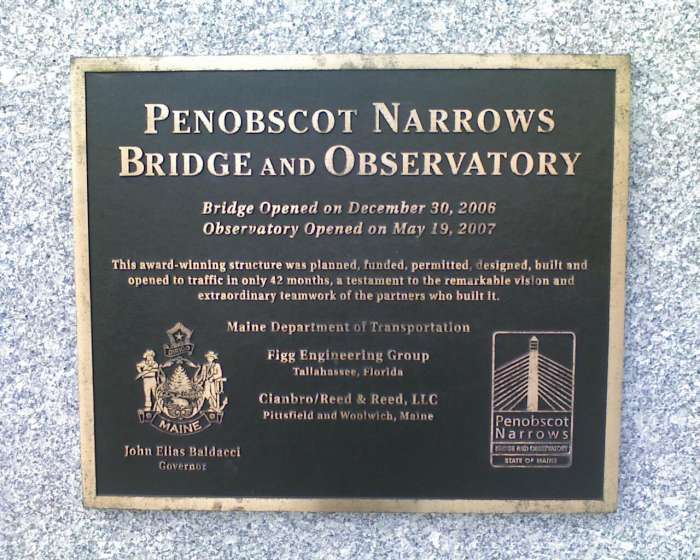 PENOBSCOT NARROWS
BRIDGE AND OBSERVATORY
Bridge Opened on December 30, 2006
Observatory Opened on May 19, 2007
This award-winning structure was planned, funded, permitted, designed, built and
opened to traffic in only 42 months, a testament to the remarkable vision and
extraordinary teamwork of the partners who built it.
Maine Department of Transportation
Figg Engineering Group
Tallahassee, Florida
Cianbro/Reed & Reed, LLC
Pittsfield and Woolwich, Maine
DIRIGO
MAINE
John Elias Baldacci
Governor
Penobscot
Narrows
BRIDGE AND OBSERVATORY
STATE OF MAINE